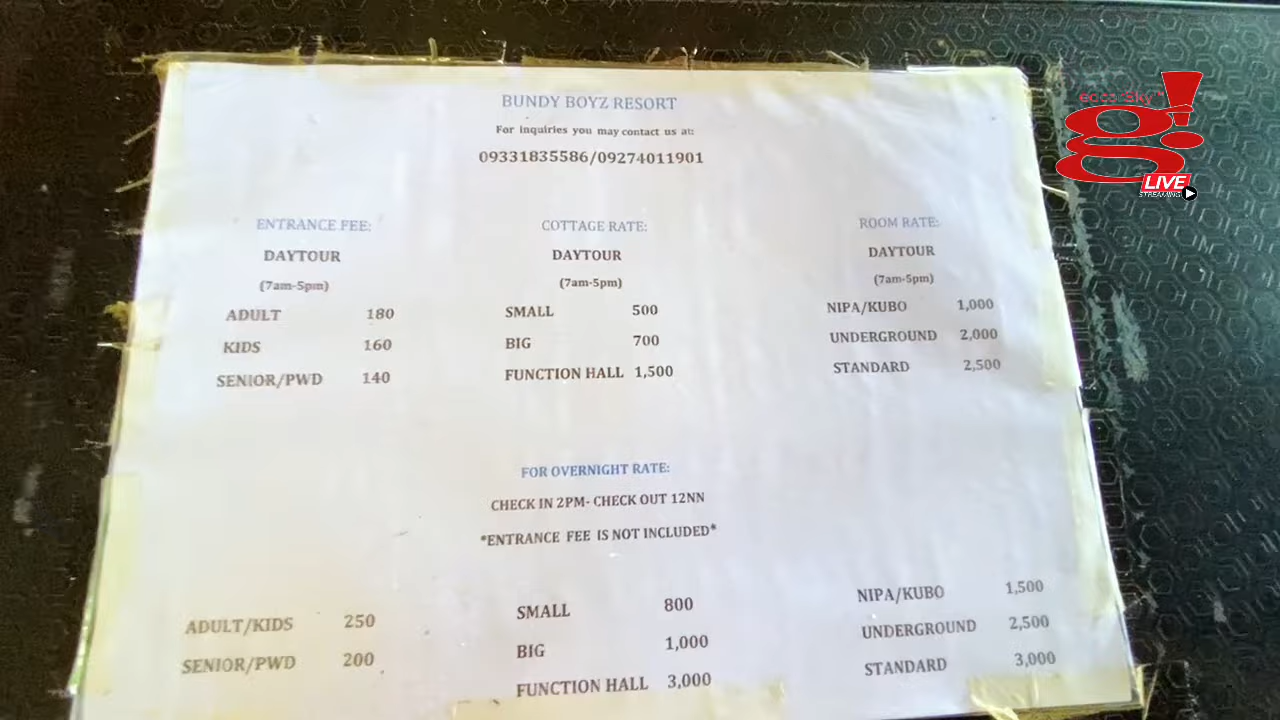 BUNDY BOYZ RESORT
For inquiries you may contact us at:
09331835586/09274011901
ENTRANCE FEE:
DAYTOUR
(7am-5pm)
ADULT 180
KIDS 160
SENIOR/PWD 140
COTTAGE RATE:
DAYTOUR
(7am-5pm)
SMALL 500
BIG 700
FUNCTION HALL 1,500
ROOM RATE:
DAYTOUR
(7am-5pm)
NIPA/KUBO 1,000
UNDERGROUND 2,000
STANDARD 2,500
FOR OVERNIGHT RATE:
CHECK IN 2PM- CHECK OUT 12NN
*ENTRANCE FEE IS NOT INCLUDED*
ADULT/KIDS 250
SENIOR/PWD 200
SMALL 800
BIG 1,000
FUNCTION HALL 3,000
NIPA/KUBO 1,500
UNDERGROUND 2,500
STANDARD 3,000
g!
LIVE
STREAMING